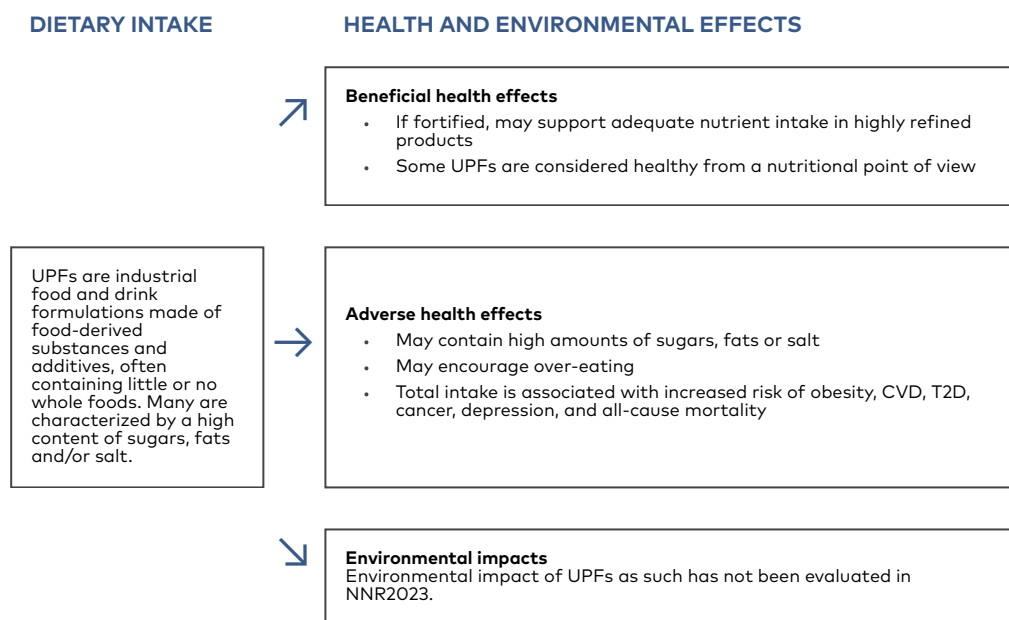 DIETARY INTAKE
HEALTH AND ENVIRONMENTAL EFFECTS
Beneficial health effects
• If fortified, may support adequate nutrient intake in highly refined
products
• Some UPFs are considered healthy from a nutritional point of view
UPFs are industrial
food and drink
formulations made of
food-derived
substances and
additives, often
containing little or no
whole foods. Many are
characterized by a high
content of sugars, fats
and/or salt.
Adverse health effects
• May contain high amounts of sugars, fats or salt
• May encourage over-eating
• Total intake is associated with increased risk of obesity, CVD, T2D,
cancer, depression, and all-cause mortality
Environmental impacts
Environmental impact of UPFs as such has not been evaluated in
NNR2023.